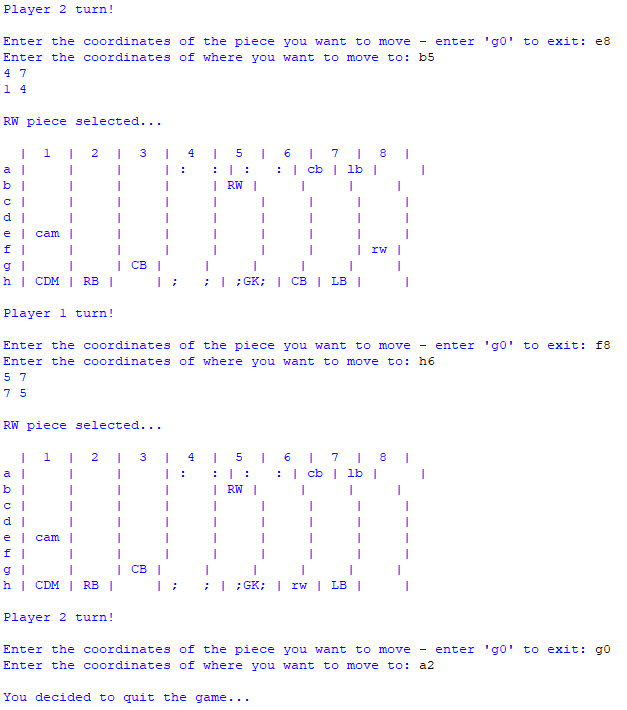 Player 2 turn!
Enter the coordinates of the piece you want to move - enter 'g0' to exit: e8
Enter the coordinates of where you want to move to: b5
4 7
1 4
RW piece selected...
  |  1  |  2  |  3  |  4  |  5  |  6  |  7  |  8  |
a |     |     |     | :   : | :   : | cb | lb |     |
b |     |     |     |     | RW |     |     |     |
c |     |     |     |     |     |     |     |     |
d |     |     |     |     |     |     |     |     |
e | cam |     |     |     |     |     |     |     |
f |     |     |     |     |     |     |     | rw |
g |     |     | CB |     |     |     |     |     |
h | CDM | RB |     | ;   ; | ;GK; | CB | LB |     |
Player 1 turn!
Enter the coordinates of the piece you want to move - enter 'g0' to exit: f8
Enter the coordinates of where you want to move to: h6
5 7
7 5
RW piece selected...
  |  1  |  2  |  3  |  4  |  5  |  6  |  7  |  8  |
a |     |     |     | :   : | :   : | cb | lb |     |
b |     |     |     |     | RW |     |     |     |
c |     |     |     |     |     |     |     |     |
d |     |     |     |     |     |     |     |     |
e | cam |     |     |     |     |     |     |     |
f |     |     |     |     |     |     |     |     |
g |     |     | CB |     |     |     |     |     |
h | CDM | RB |     | ;   ; | ;GK; | rw | LB |     |
Player 2 turn!
Enter the coordinates of the piece you want to move - enter 'g0' to exit: g0
Enter the coordinates of where you want to move to: a2
You decided to quit the game...